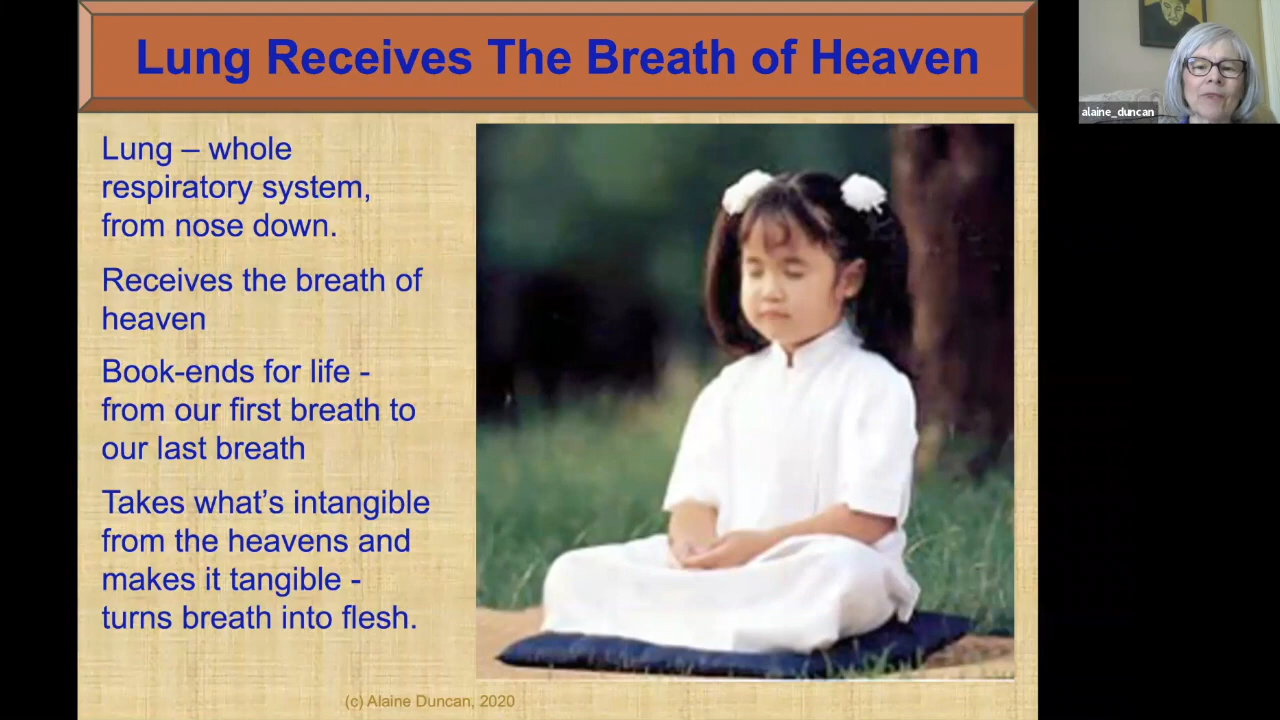 Lung Receives The Breath of Heaven
alaine_duncan
Lung – whole
respiratory system,
from nose down.
Receives the breath of
heaven
Book-ends for life -
from our first breath to
our last breath
Takes what’s intangible
from the heavens and
makes it tangible -
turns breath into flesh.
(c) Alaine Duncan, 2020